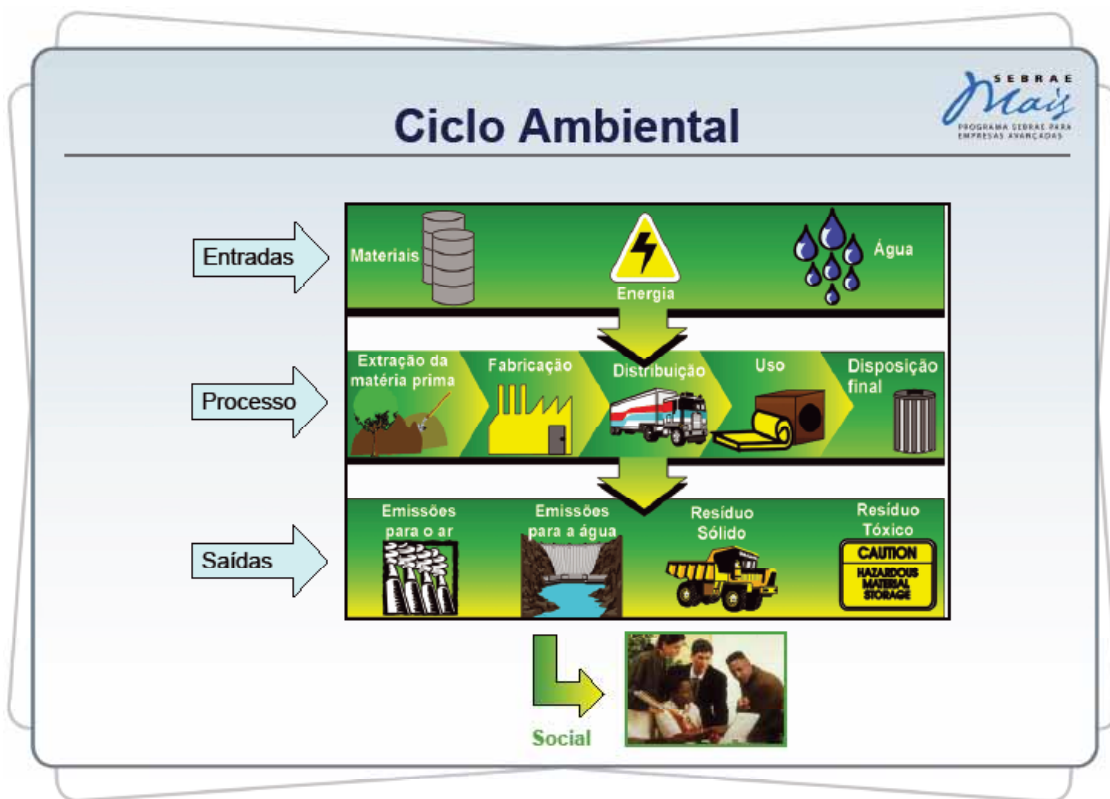 SEBRAE
Mais
PROGRAMA SEBRAE PARA
EMPRESAS AVANÇADAS
Ciclo Ambiental
Entradas
Materiais
Energia
Água
Processo
Extração da
matéria prima
Fabricação
Distribuição
Uso
Disposição
final
Saídas
Emissões
para o ar
Emissões
para a água
Resíduo
Sólido
Resíduo
Tóxico
CAUTION
HAZARDOUS
MATERIAL
STORAGE
Social